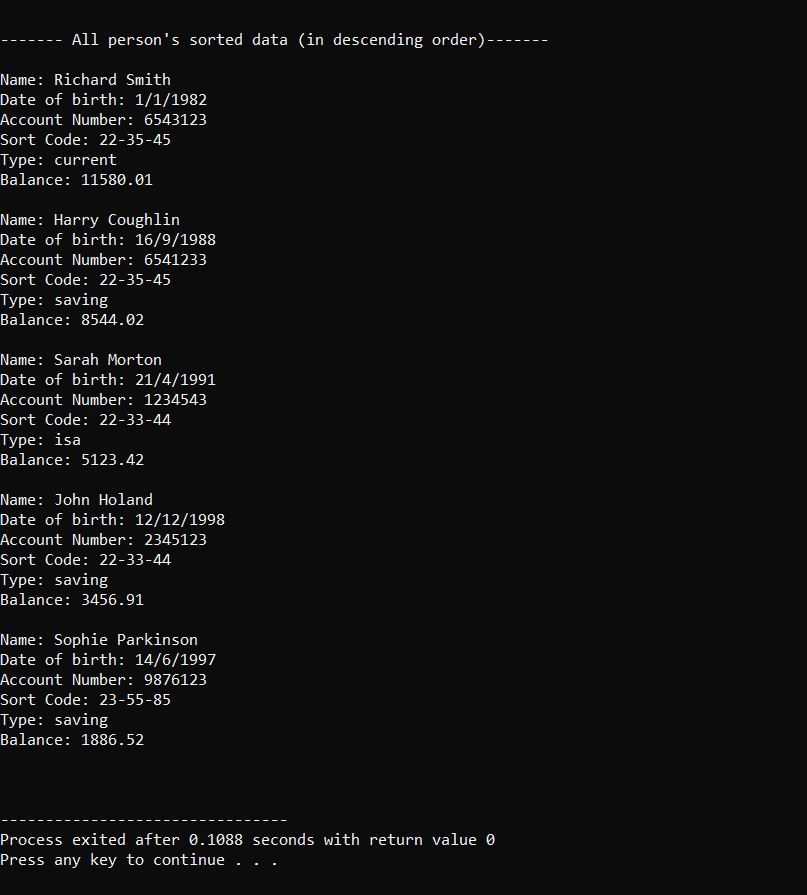 ------- All person's sorted data (in descending order)-------
Name: Richard Smith
Date of birth: 1/1/1982
Account Number: 6543123
Sort Code: 22-35-45
Type: current
Balance: 11580.01
Name: Harry Coughlin
Date of birth: 16/9/1988
Account Number: 6541233
Sort Code: 22-35-45
Type: saving
Balance: 8544.02
Name: Sarah Morton
Date of birth: 21/4/1991
Account Number: 1234543
Sort Code: 22-33-44
Type: isa
Balance: 5123.42
Name: John Holand
Date of birth: 12/12/1998
Account Number: 2345123
Sort Code: 22-33-44
Type: saving
Balance: 3456.91
Name: Sophie Parkinson
Date of birth: 14/6/1997
Account Number: 9876123
Sort Code: 23-55-85
Type: saving
Balance: 1886.52
--------------------------------
Process exited after 0.1088 seconds with return value 0
Press any key to continue . . .